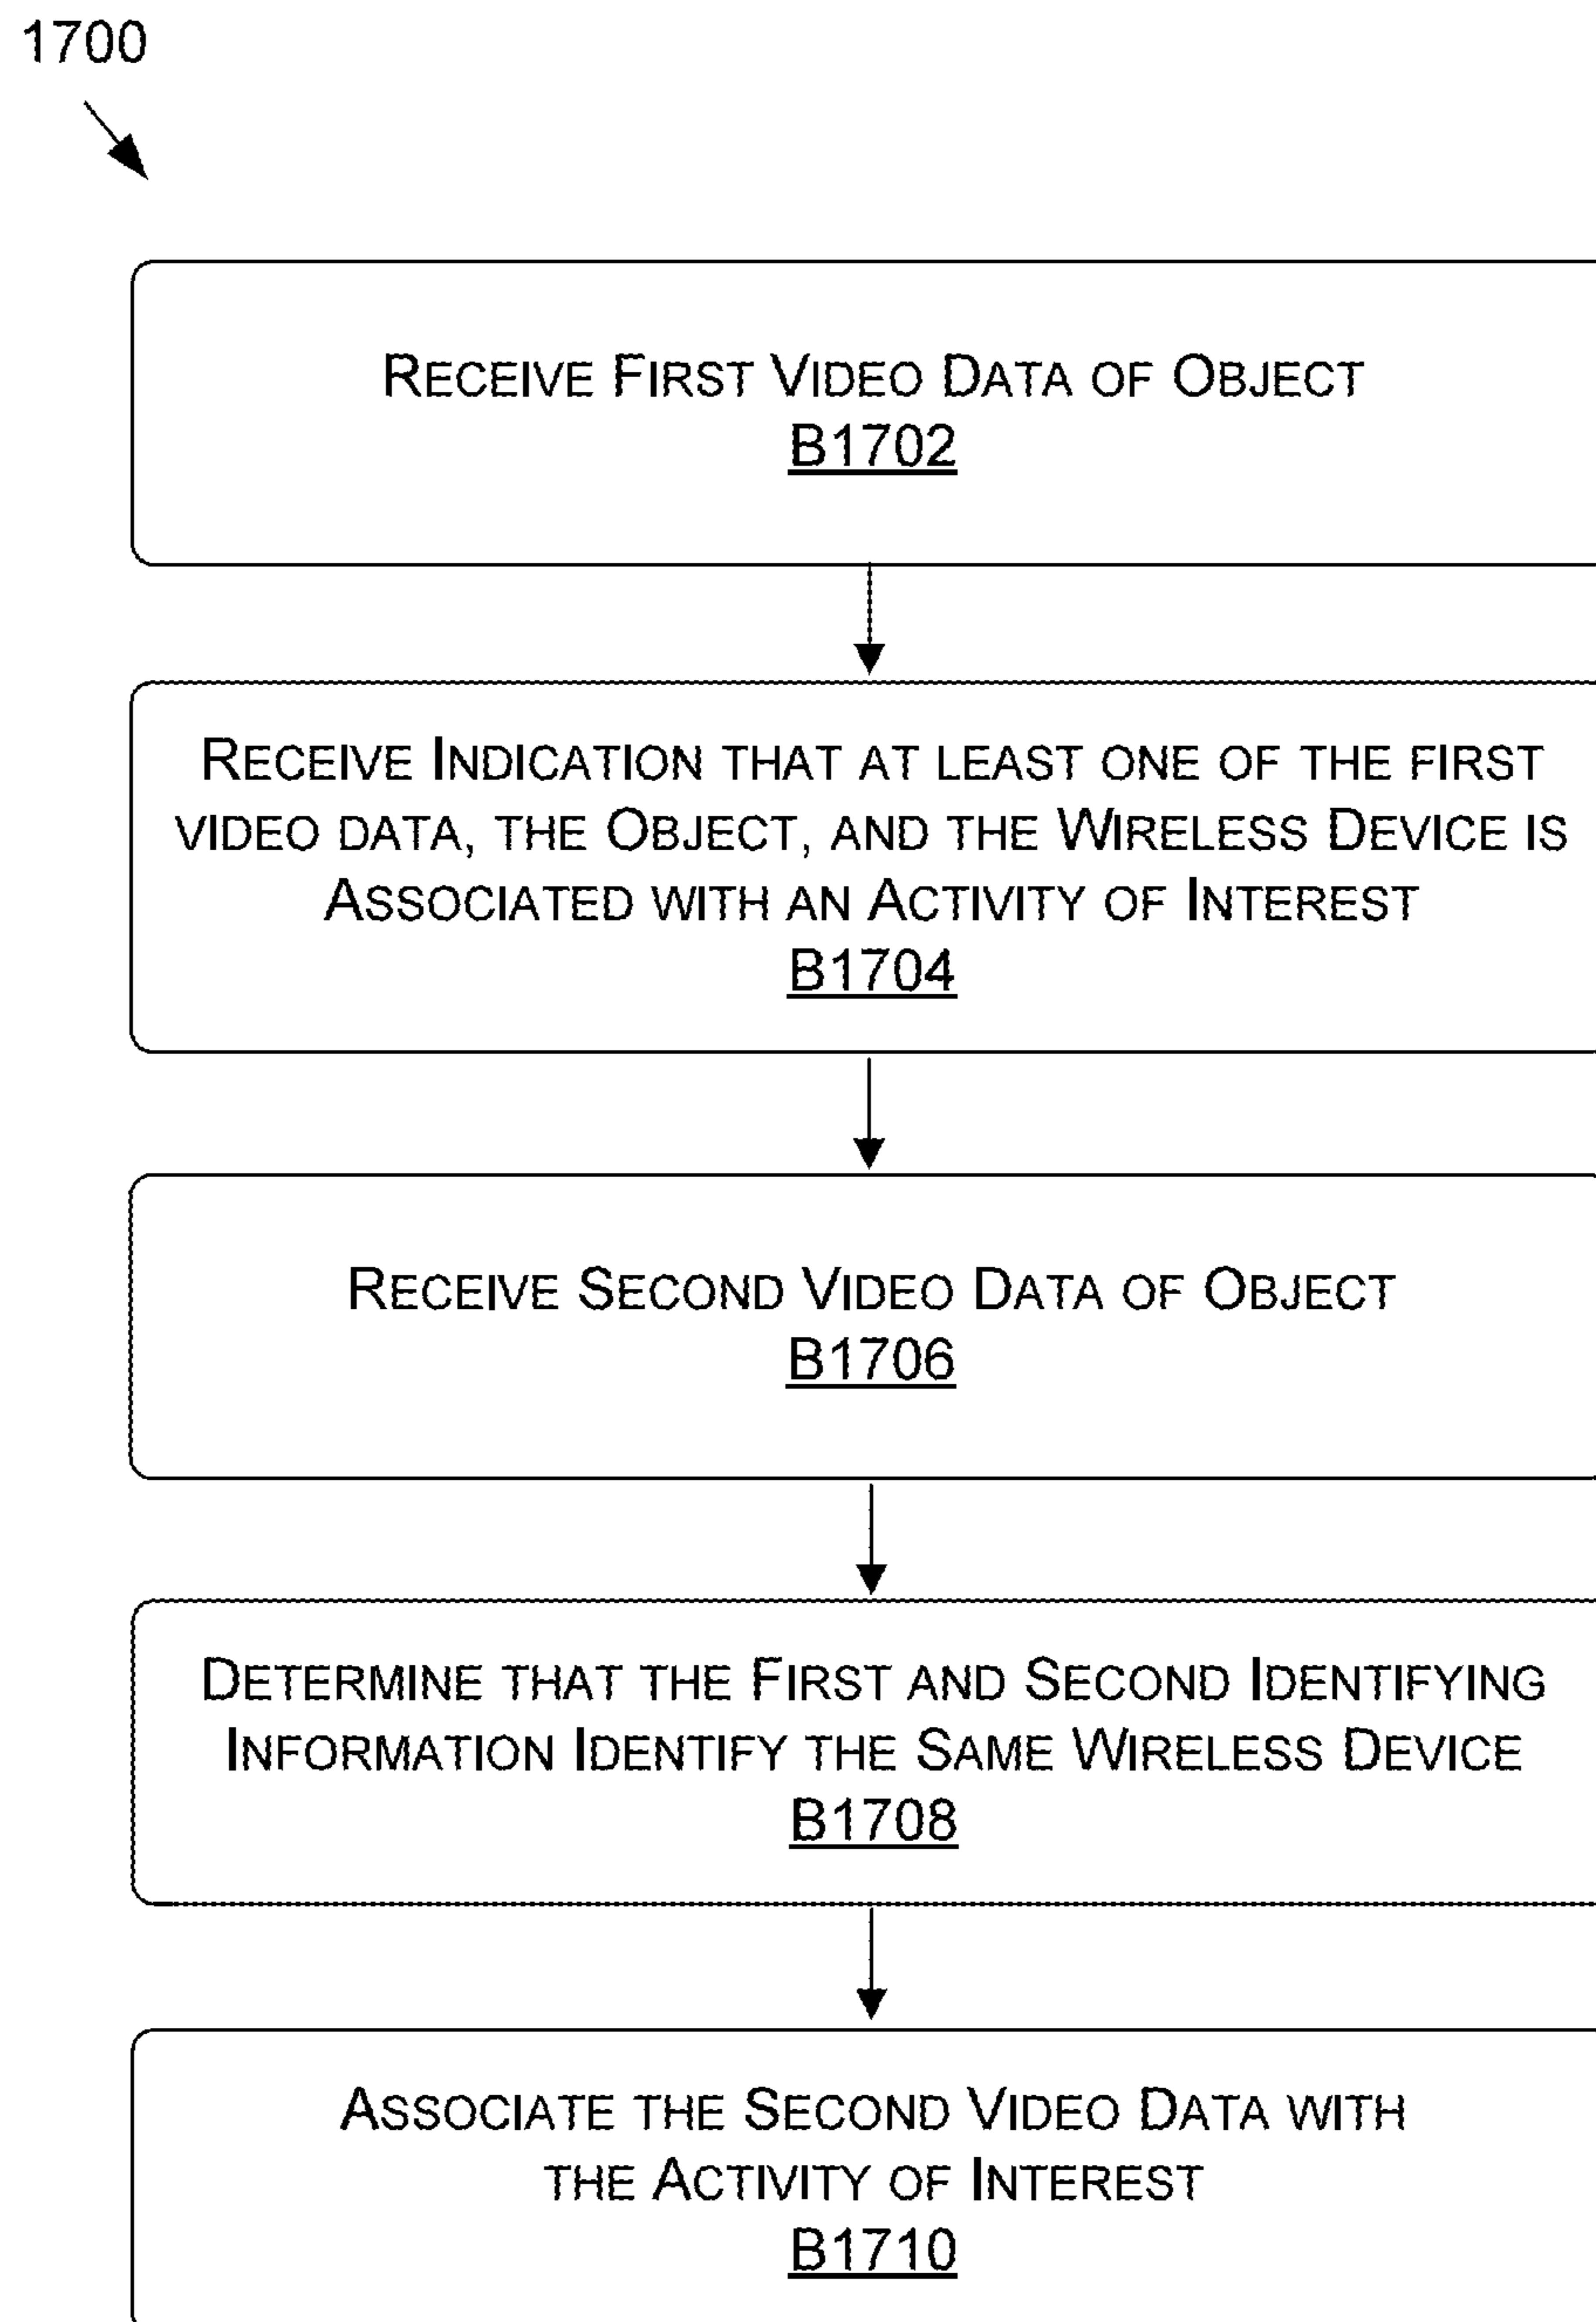 1700
Receive First Video Data of Object
B1702
Receive Indication that at least one of the first
video data, the Object, and the Wireless Device is
Associated with an Activity of Interest
B1704
Receive Second Video Data of Object
B1706
Determine that the First and Second Identifying
Information Identify the Same Wireless Device
B1708
Associate the Second Video Data with
the Activity of Interest
B1710